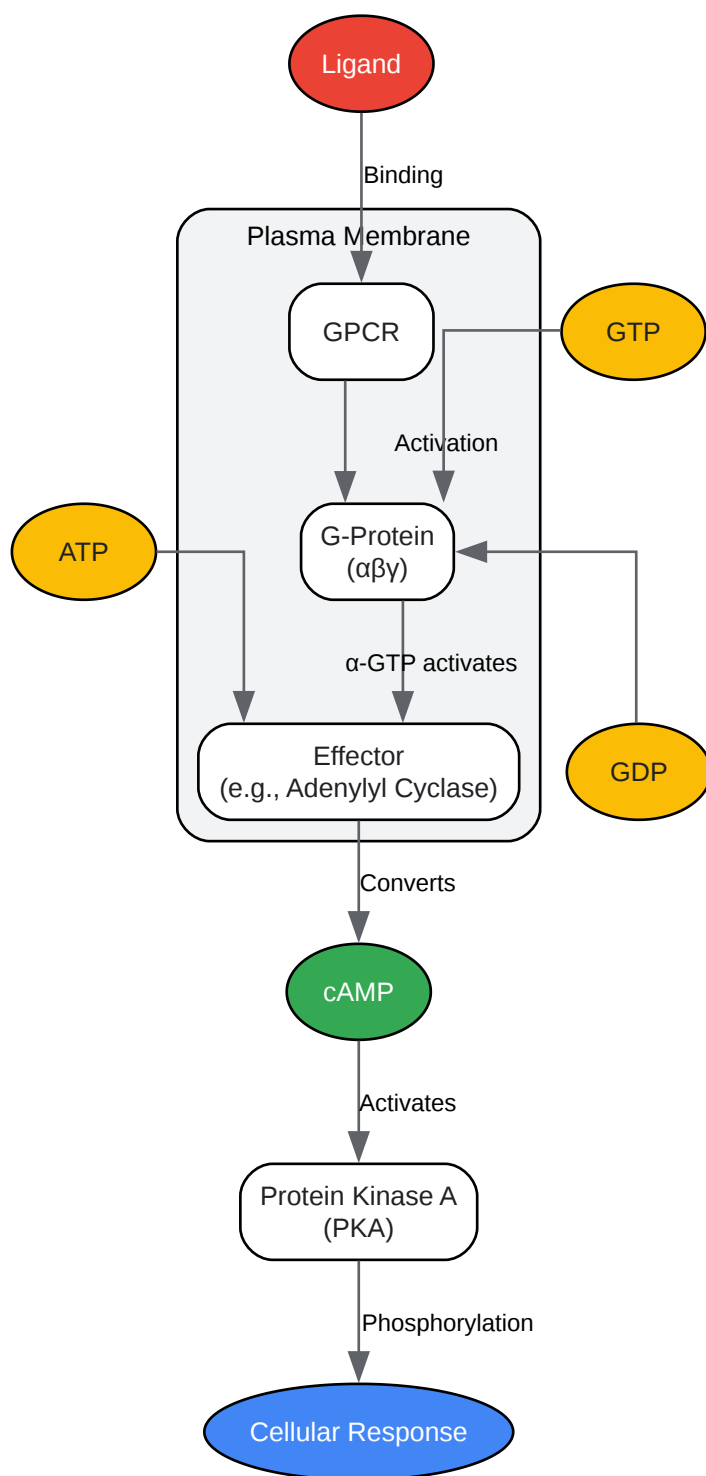 Ligand
Binding
Plasma Membrane
GPCR
GTP
Activation
G-Protein
(αβγ)
ATP
α-GTP activates
Effector
(e.g., Adenylyl Cyclase)
GDP
Converts
cAMP
Activates
Protein Kinase A
(PKA)
Phosphorylation
Cellular Response